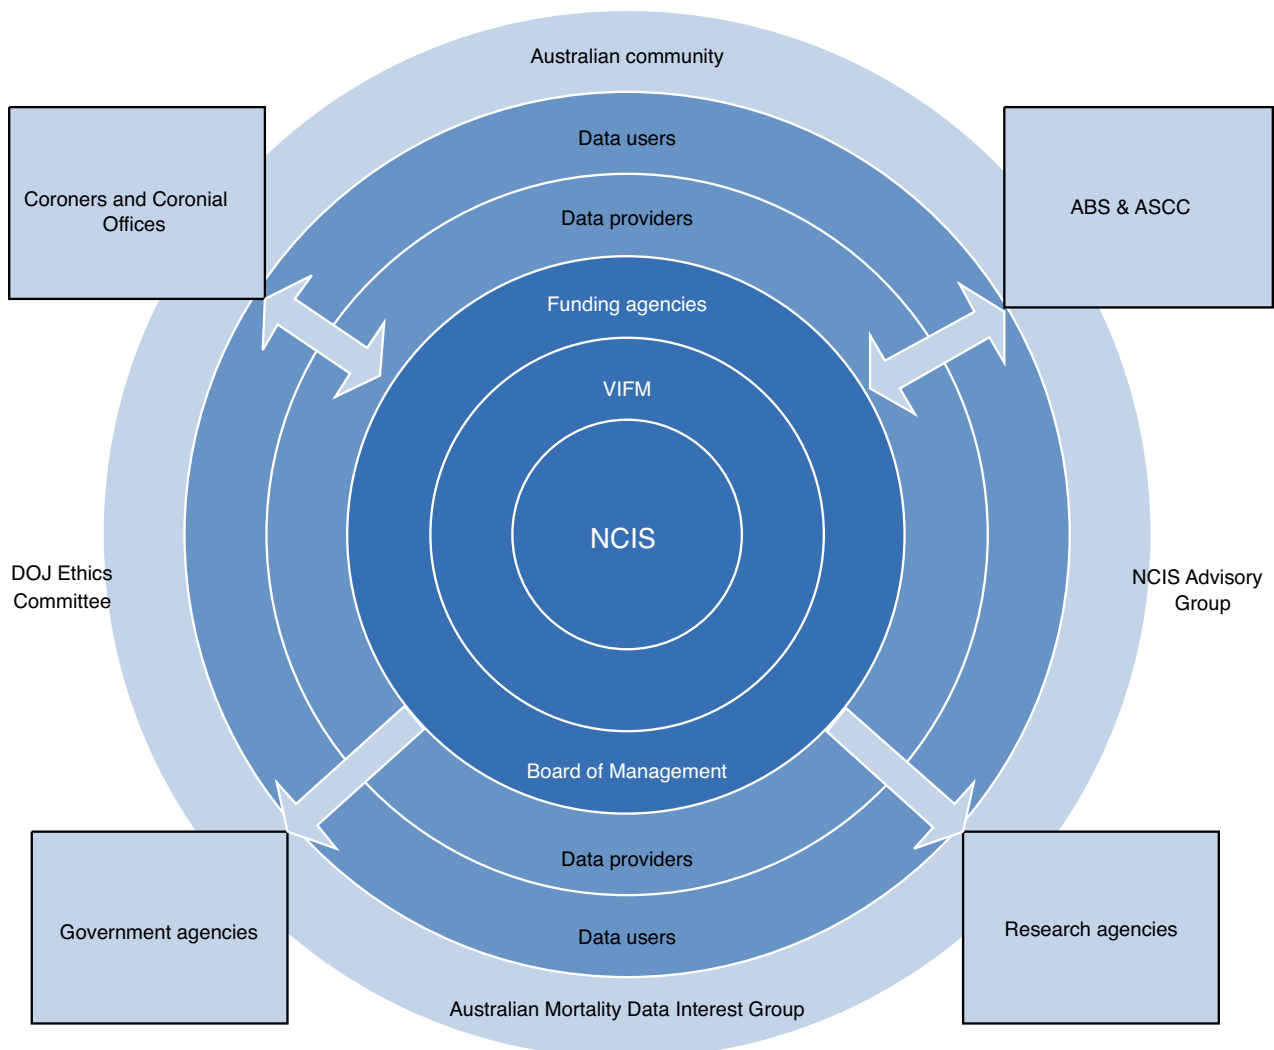 Australian community
Data users
Coroners and Coronial
Offices
ABS & ASCC
Data providers
Funding agencies
VIFM
NCIS
DOJ Ethics
Committee
NCIS Advisory
Group
Board of Management
Data providers
Government agencies
Data users
Research agencies
Australian Mortality Data Interest Group